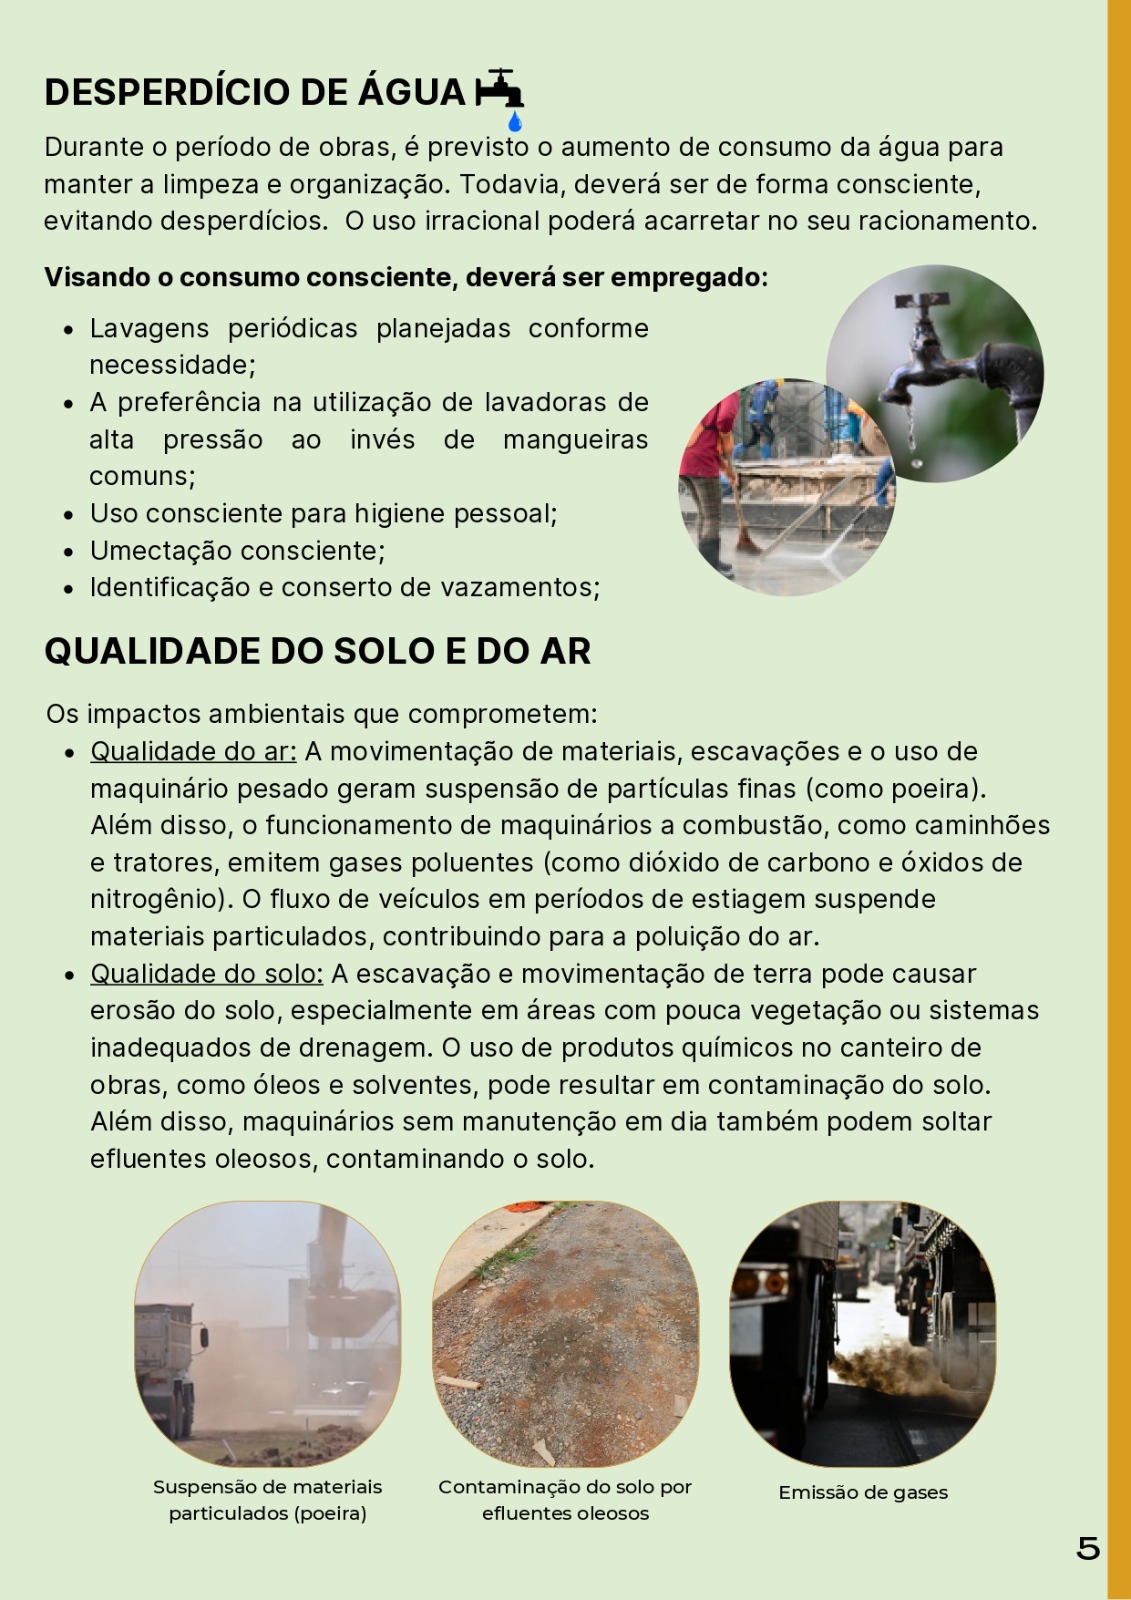 DESPERDÍCIO DE ÁGUA
Durante o período de obras, é previsto o aumento de consumo da água para
manter a limpeza e organização. Todavia, deverá ser de forma consciente,
evitando desperdícios.  O uso irracional poderá acarretar no seu racionamento.
Visando o consumo consciente, deverá ser empregado:
• Lavagens periódicas planejadas conforme
necessidade;
• A preferência na utilização de lavadoras de
alta pressão ao invés de mangueiras
comuns;
• Uso consciente para higiene pessoal;
• Umectação consciente;
• Identificação e conserto de vazamentos;
QUALIDADE DO SOLO E DO AR
Os impactos ambientais que comprometem:
• Qualidade do ar: A movimentação de materiais, escavações e o uso de
maquinário pesado geram suspensão de partículas finas (como poeira).
Além disso, o funcionamento de maquinários a combustão, como caminhões
e tratores, emitem gases poluentes (como dióxido de carbono e óxidos de
nitrogênio). O fluxo de veículos em períodos de estiagem suspende
materiais particulados, contribuindo para a poluição do ar.
• Qualidade do solo: A escavação e movimentação de terra pode causar
erosão do solo, especialmente em áreas com pouca vegetação ou sistemas
inadequados de drenagem. O uso de produtos químicos no canteiro de
obras, como óleos e solventes, pode resultar em contaminação do solo.
Além disso, maquinários sem manutenção em dia também podem soltar
efluentes oleosos, contaminando o solo.
Suspensão de materiais
particulados (poeira)
Contaminação do solo por
efluentes oleosos
Emissão de gases
5